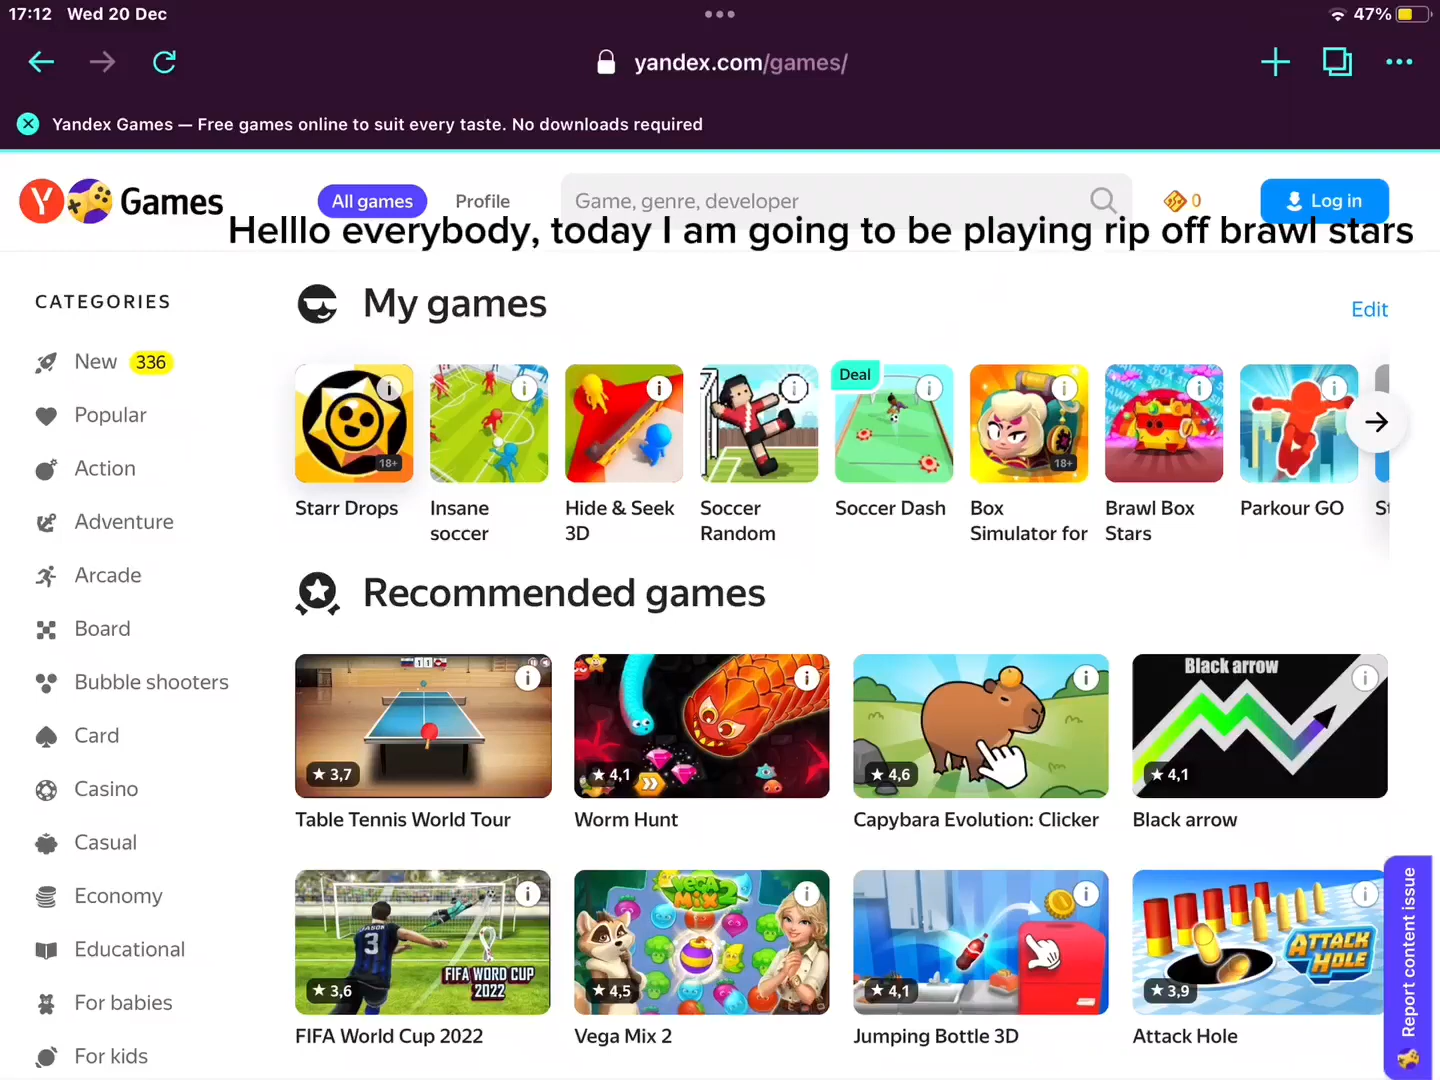 17:12 Wed 20 Dec
47%
yandex.com/games/
Yandex Games — Free games online to suit every taste. No downloads required
Y Games
All games
Profile
Game, genre, developer
0
Log in
Helllo everybody, today I am going to be playing rip off brawl stars
CATEGORIES
New 336
Popular
Action
Adventure
Arcade
Board
Bubble shooters
Card
Casino
Casual
Economy
Educational
For babies
For kids
My games
Edit
18+
Starr Drops
Insane
soccer
Hide & Seek
3D
Soccer
Random
Deal
Soccer Dash
18+
Box
Simulator for
Brawl Box
Stars
Parkour GO
Recommended games
3,7
Table Tennis World Tour
4,1
Worm Hunt
4,6
Capybara Evolution: Clicker
Black arrow
4,1
Black arrow
3
FIFA WORD CUP
2022
3,6
FIFA World Cup 2022
VEGA
MIX 2
4,5
Vega Mix 2
4,1
Jumping Bottle 3D
ATTACK
HOLE
3,9
Attack Hole
Report content issue